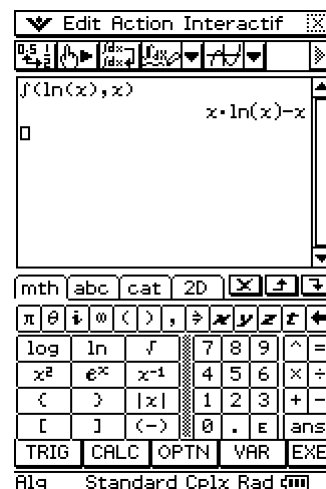 Edit Action Interactif
∫(ln(x),x)
x·ln(x)-x
mth abc cat 2D
π θ i ∞ ( ) , ⇒ x y z t ←
log ln √ 7 8 9 ^ =
x² eˣ x⁻¹ 4 5 6 × ÷
( ) |x| 1 2 3 + -
[ ] (-) 0 . E ans
TRIG CALC OPTN VAR EXE
Alg Standard Cplx Rad